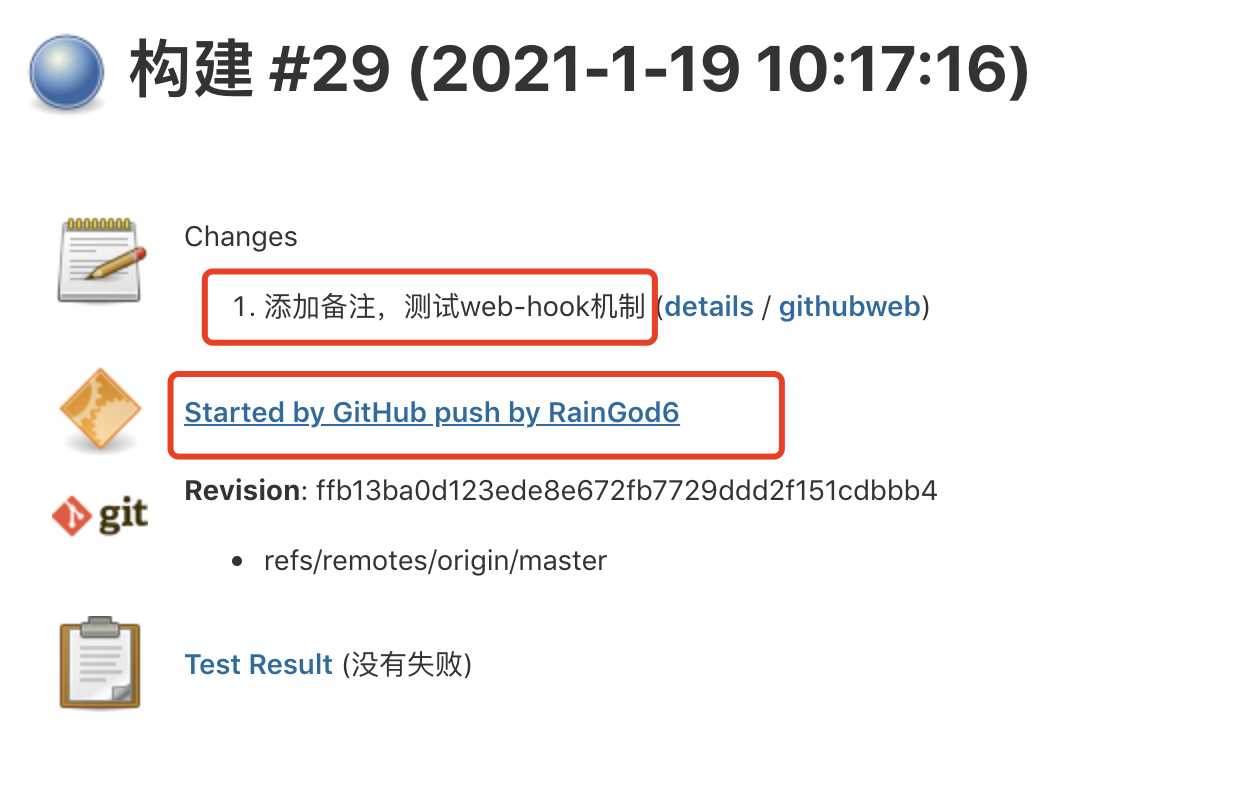 构建 #29 (2021-1-19 10:17:16)
Changes
1. 添加备注，测试web-hook机制 (details / githubweb)
Started by GitHub push by RainGod6
Revision: ffb13ba0d123ede8e672fb7729ddd2f151cdbbb4
git
• refs/remotes/origin/master
Test Result (没有失败)